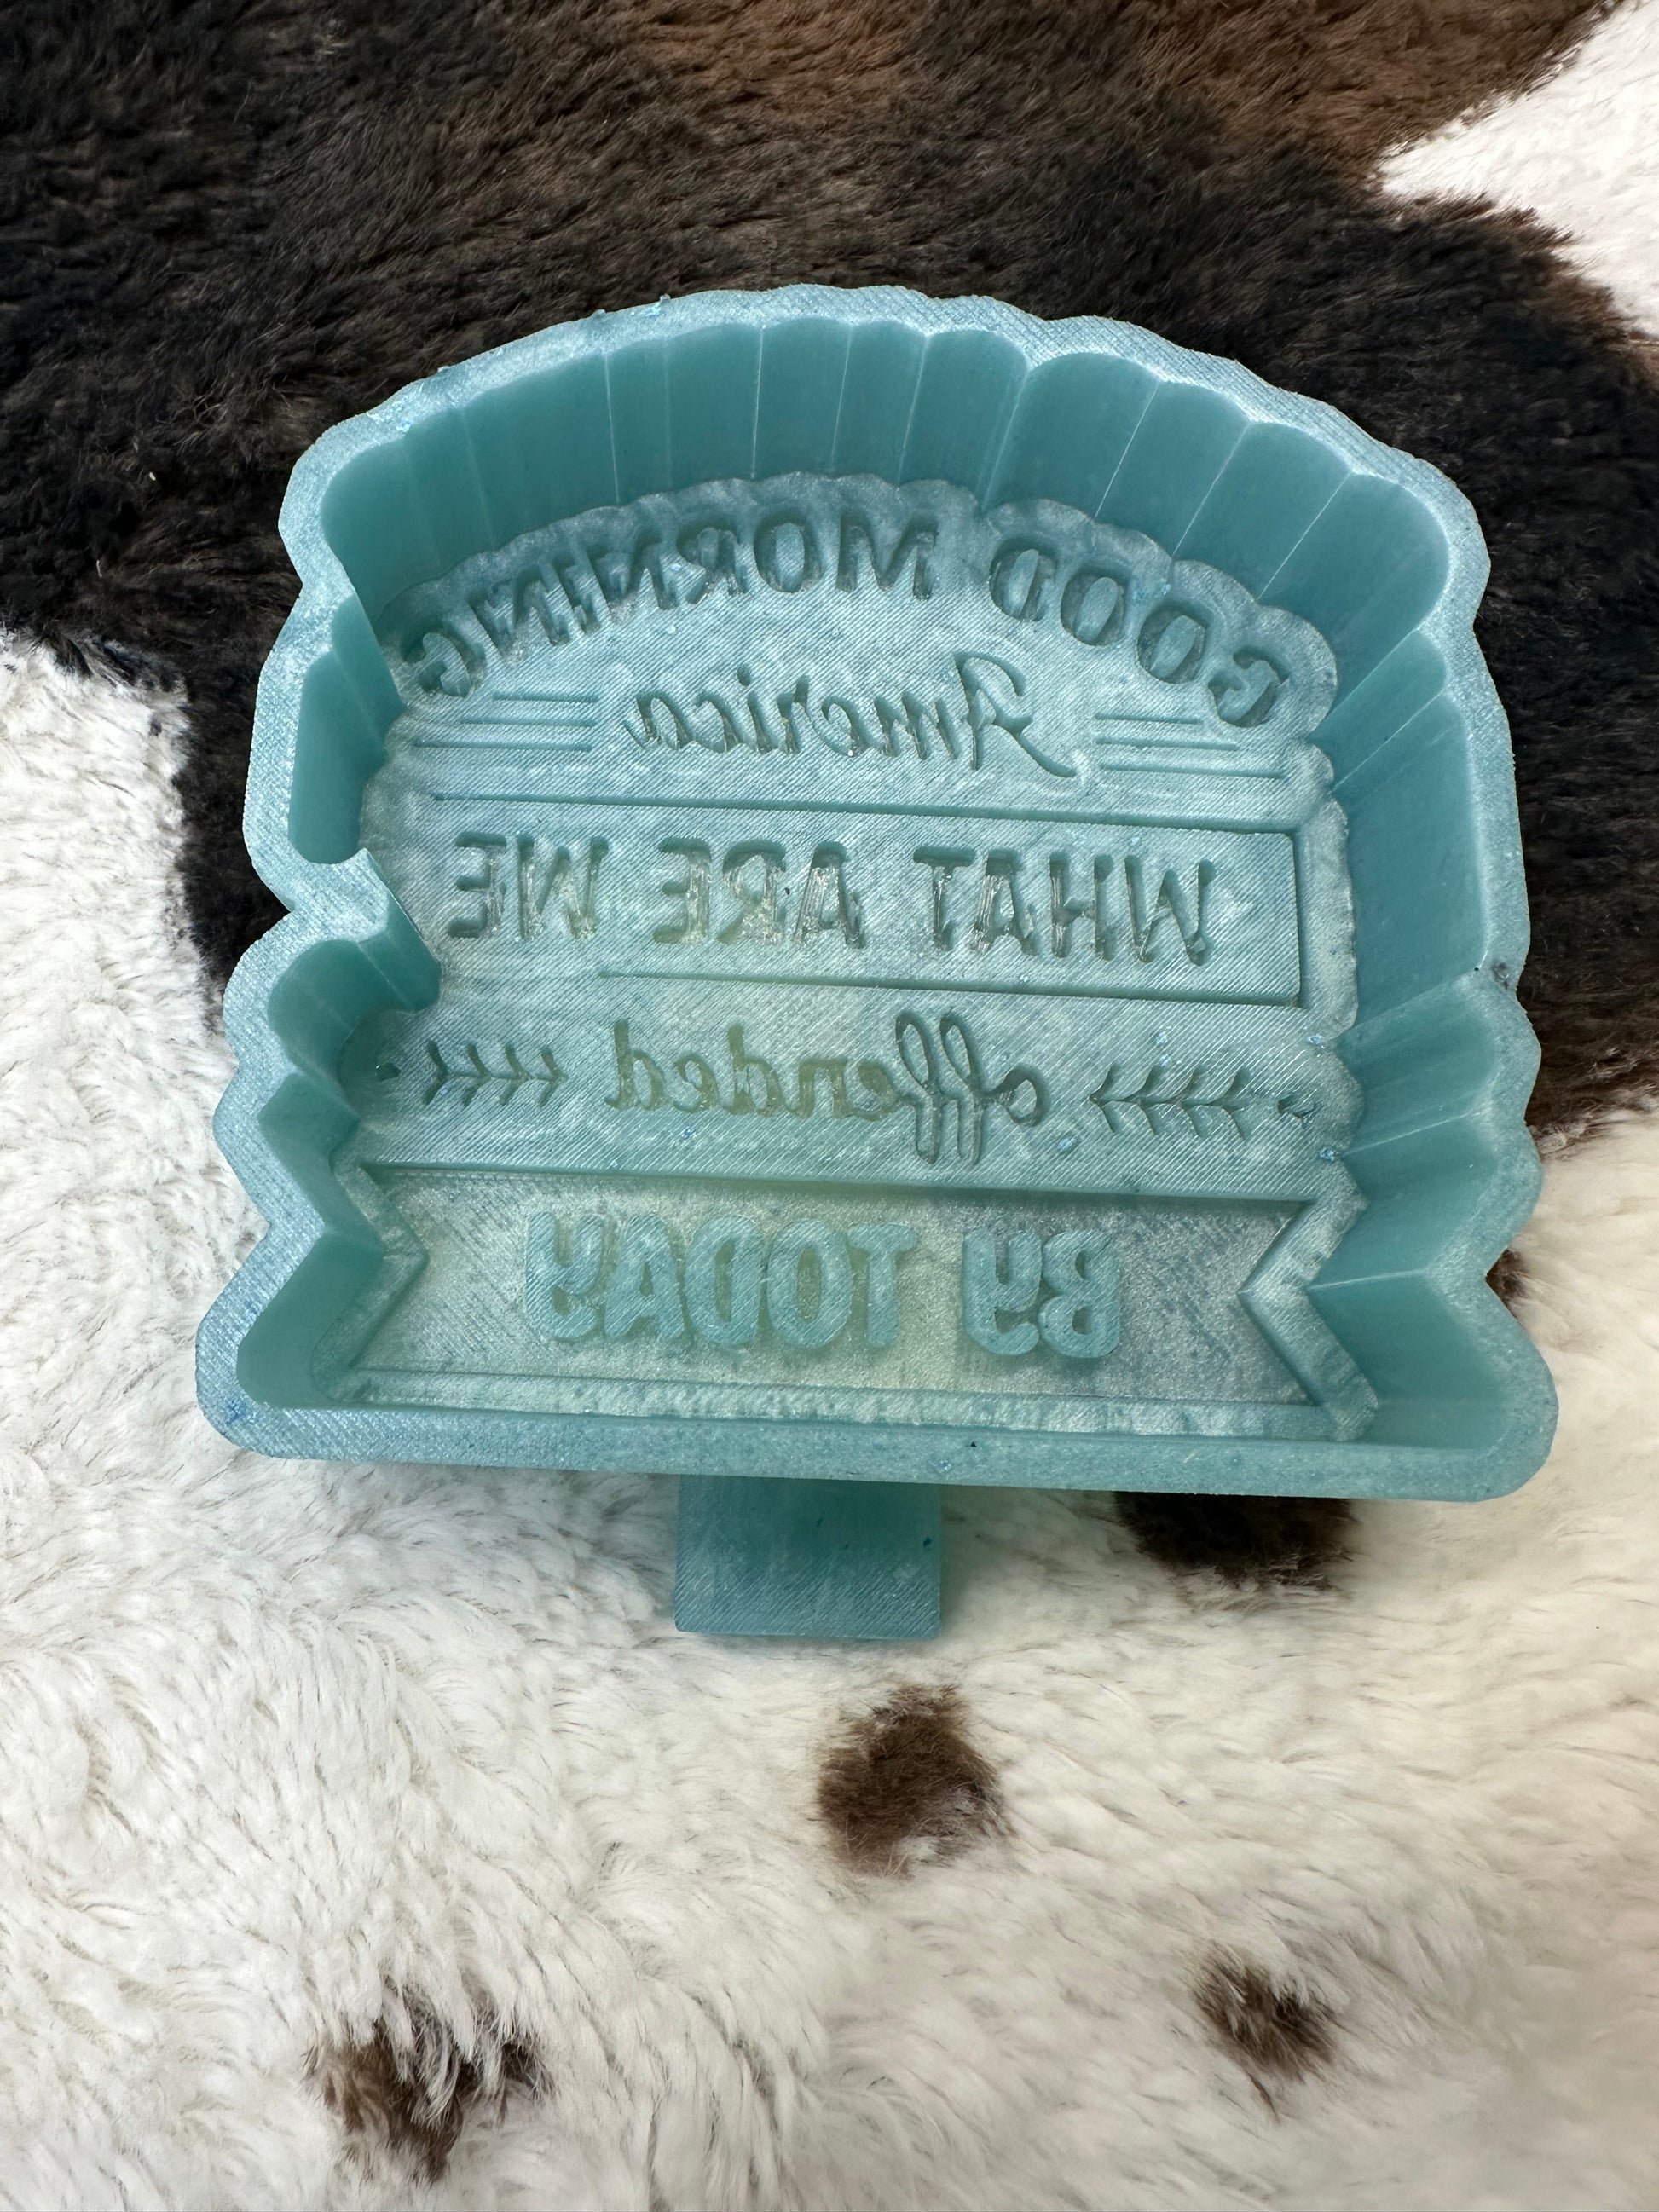 GOOD MORNING
America
WHAT ARE WE
offended
By TODAY